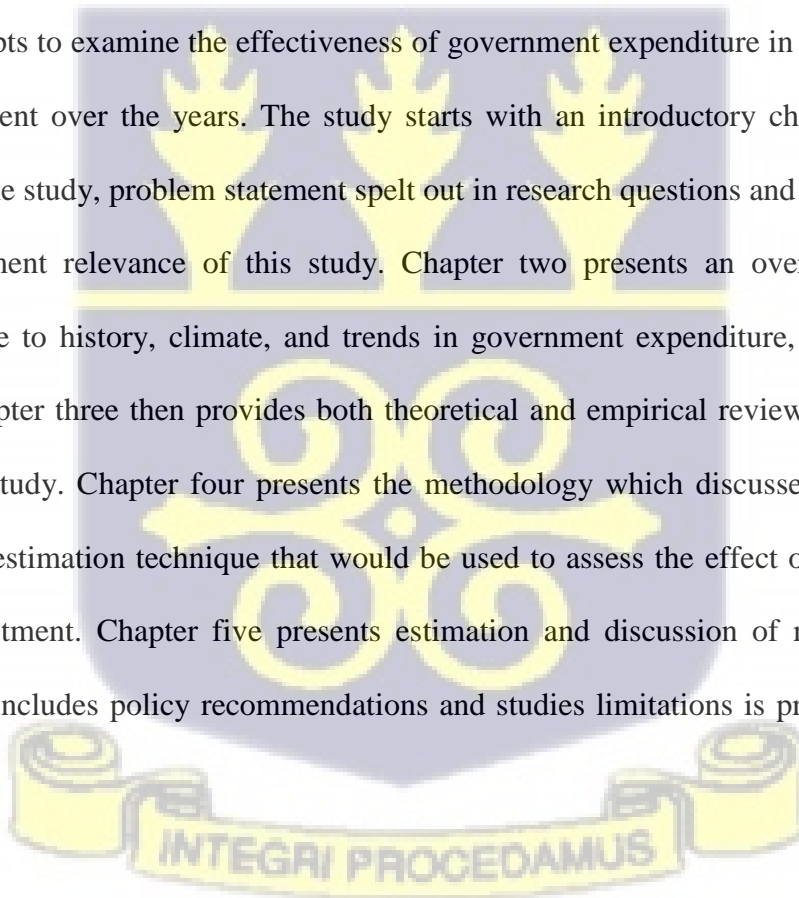 pts to examine the effectiveness of government expenditure in
ent over the years. The study starts with an introductory ch
e study, problem statement spelt out in research questions and
nent relevance of this study. Chapter two presents an over
e to history, climate, and trends in government expenditure,
pter three then provides both theoretical and empirical review
tudy. Chapter four presents the methodology which discusse
estimation technique that would be used to assess the effect o
tment. Chapter five presents estimation and discussion of r
ncludes policy recommendations and studies limitations is pr
INTEGRI PROCEDAMUS